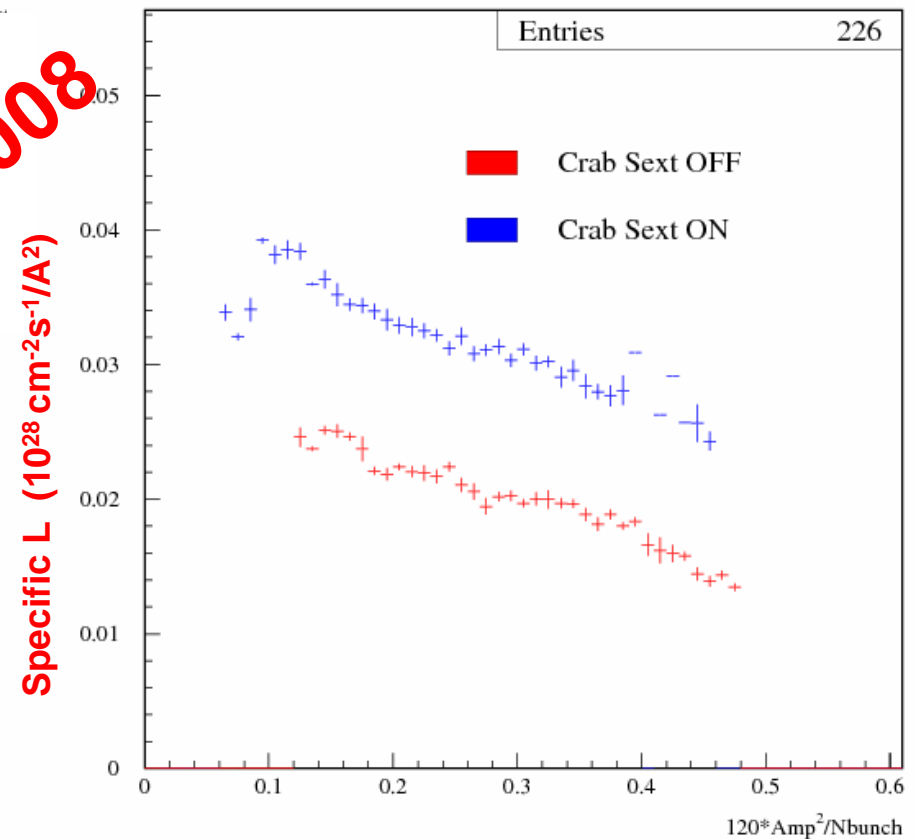 Entries 226
008
0.05
Crab Sext OFF
Crab Sext ON
0.04
0.03
0.02
0.01
0
Specific L (10²⁸ cm⁻²s⁻¹/A²)
0 0.1 0.2 0.3 0.4 0.5 0.6
120*Amp²/Nbunch